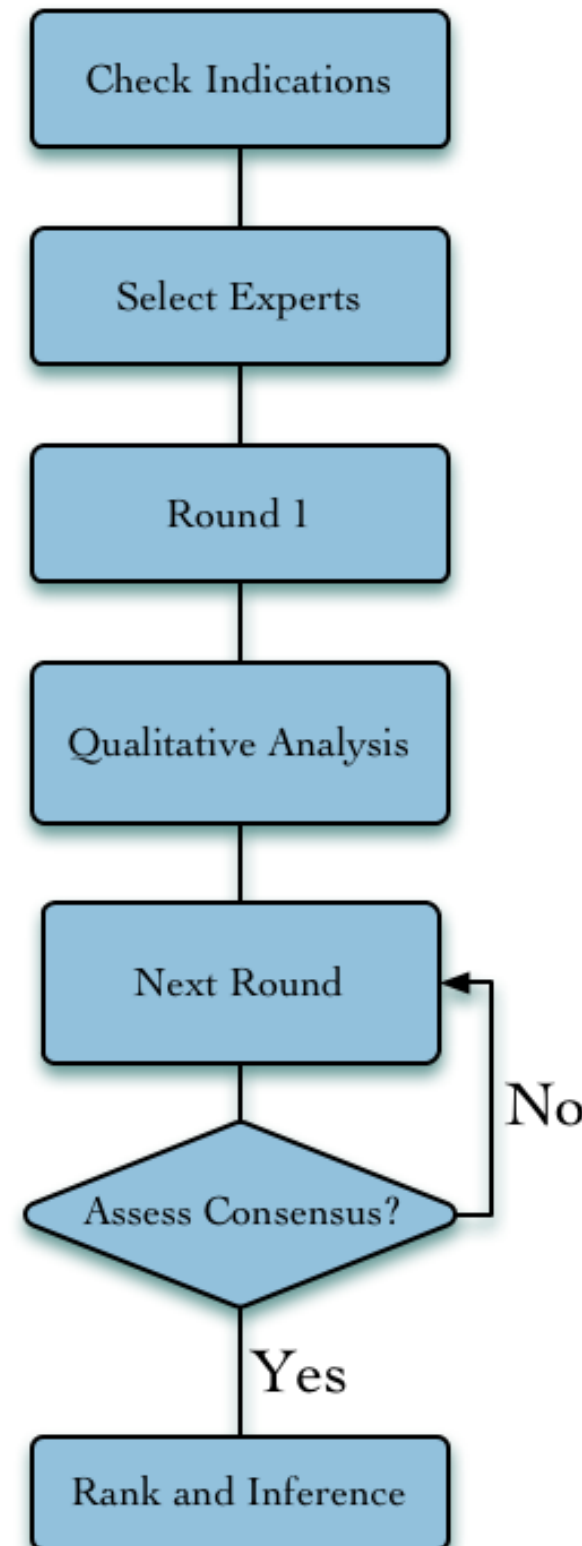 Check Indications
Select Experts
Round 1
Qualitative Analysis
Next Round
No
Assess Consensus?
Yes
Rank and Inference